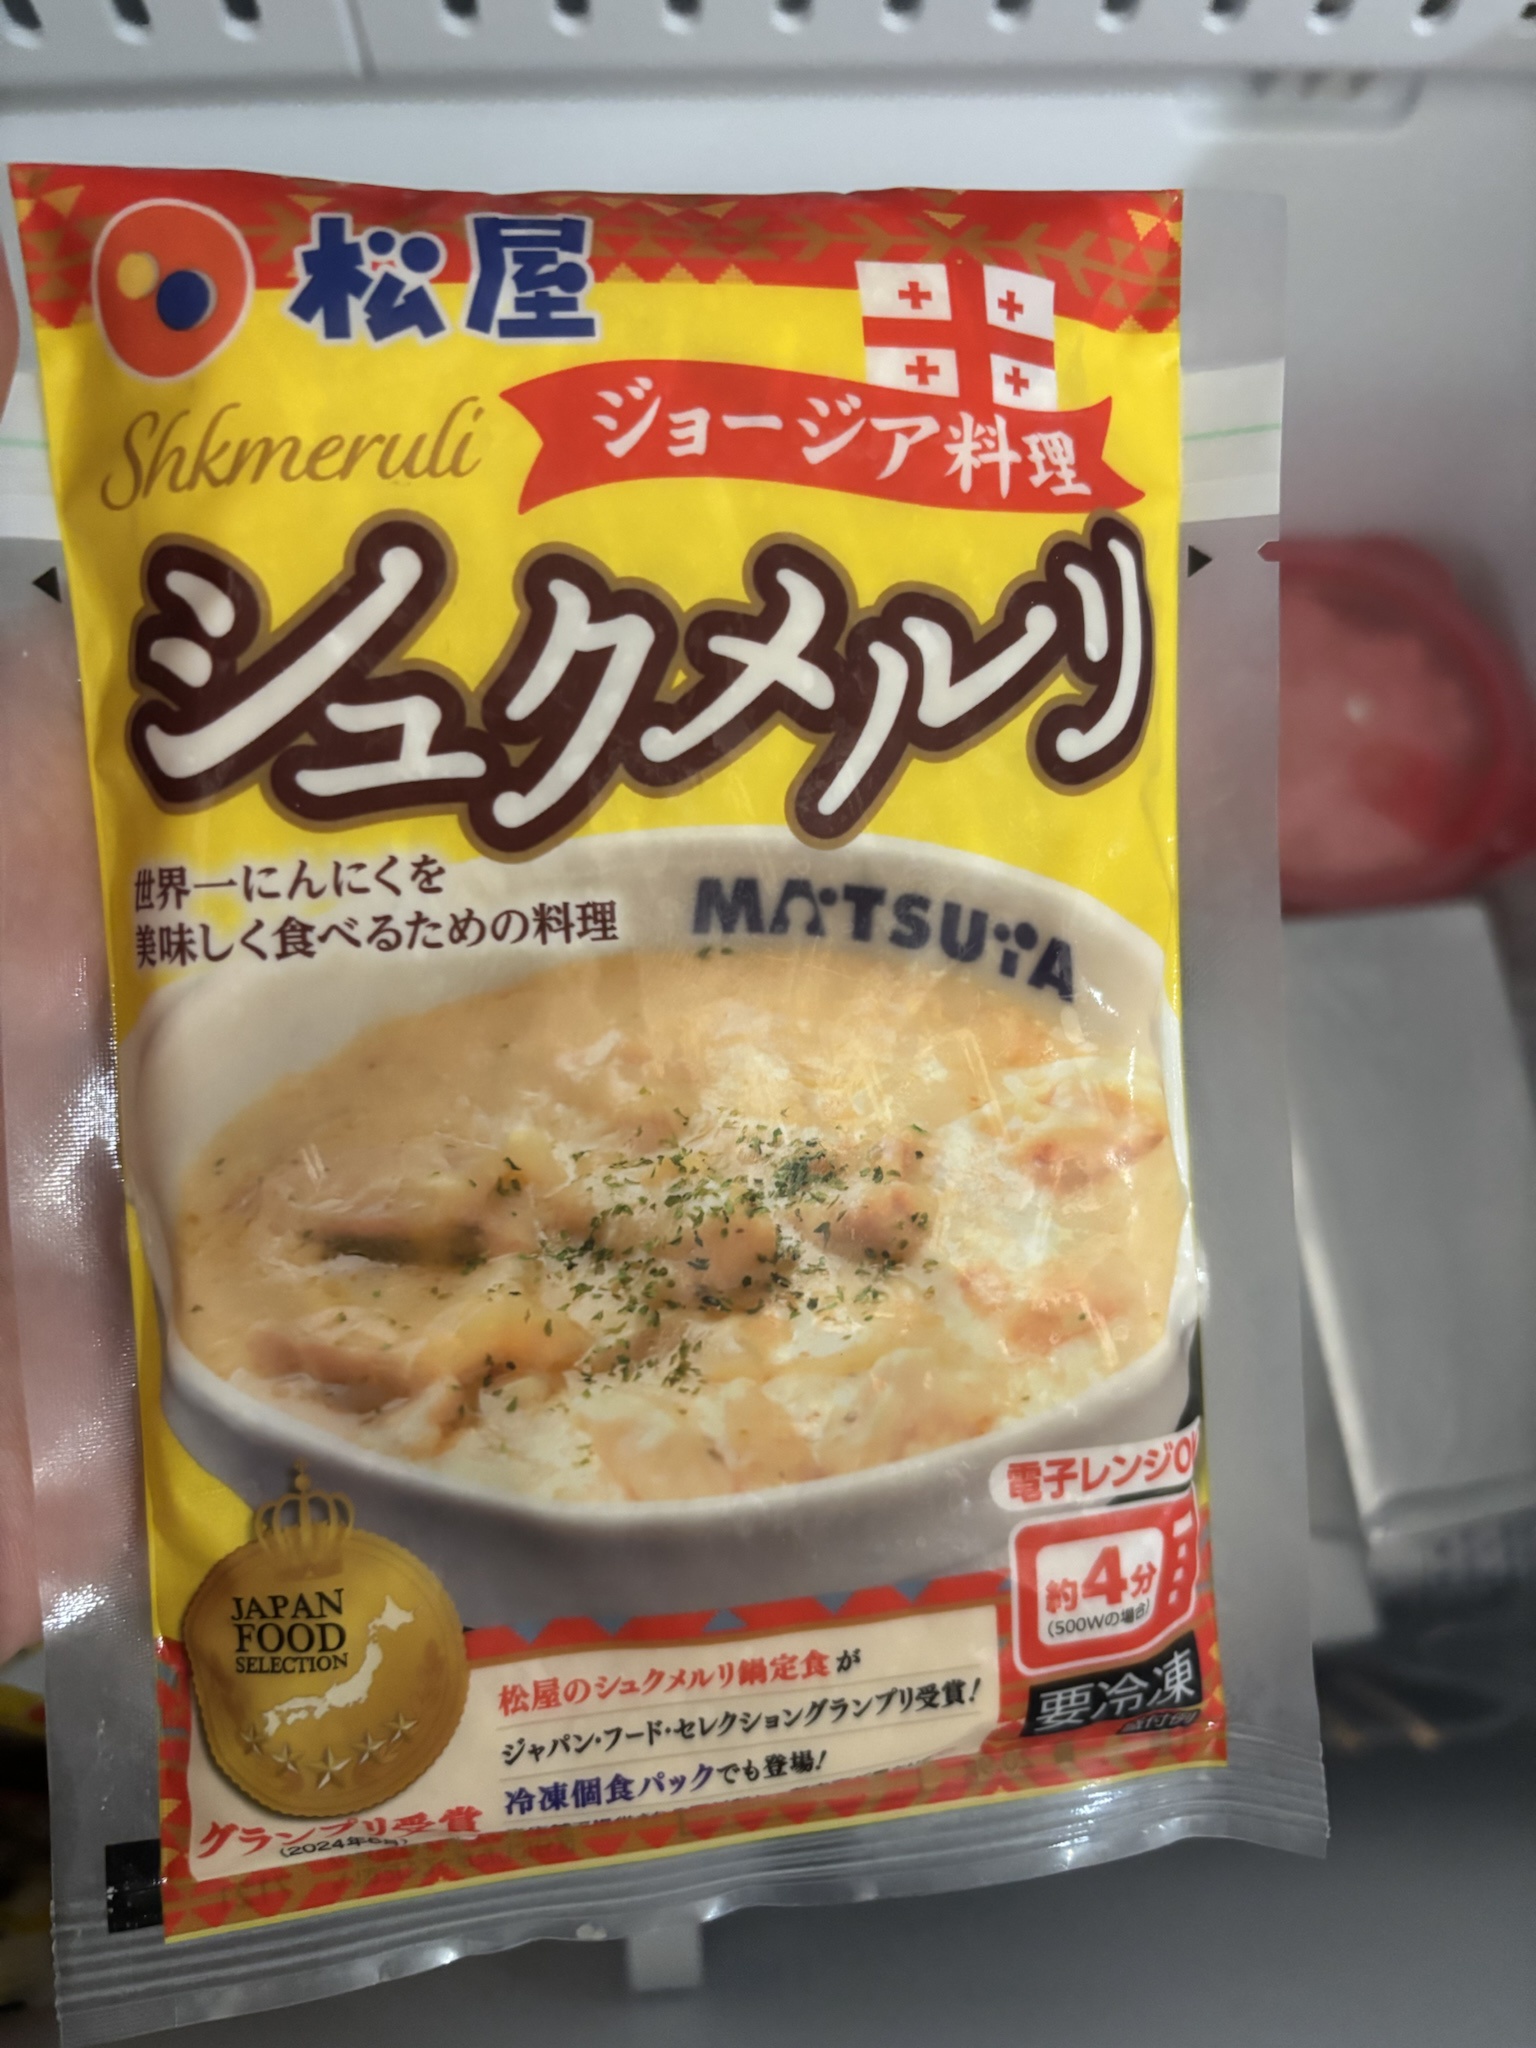 松屋
Shkmeruli
ジョージア料理
シュクメルリ
世界一にんにくを
美味しく食べるための料理
MATSUYA
電子レンジOK
約4分
(500Wの場合)
要冷凍
盛付例
JAPAN
FOOD
SELECTION
グランプリ受賞
(2024年6月)
松屋のシュクメルリ鍋定食が
ジャパン・フード・セレクショングランプリ受賞!
冷凍個食パックでも登場!